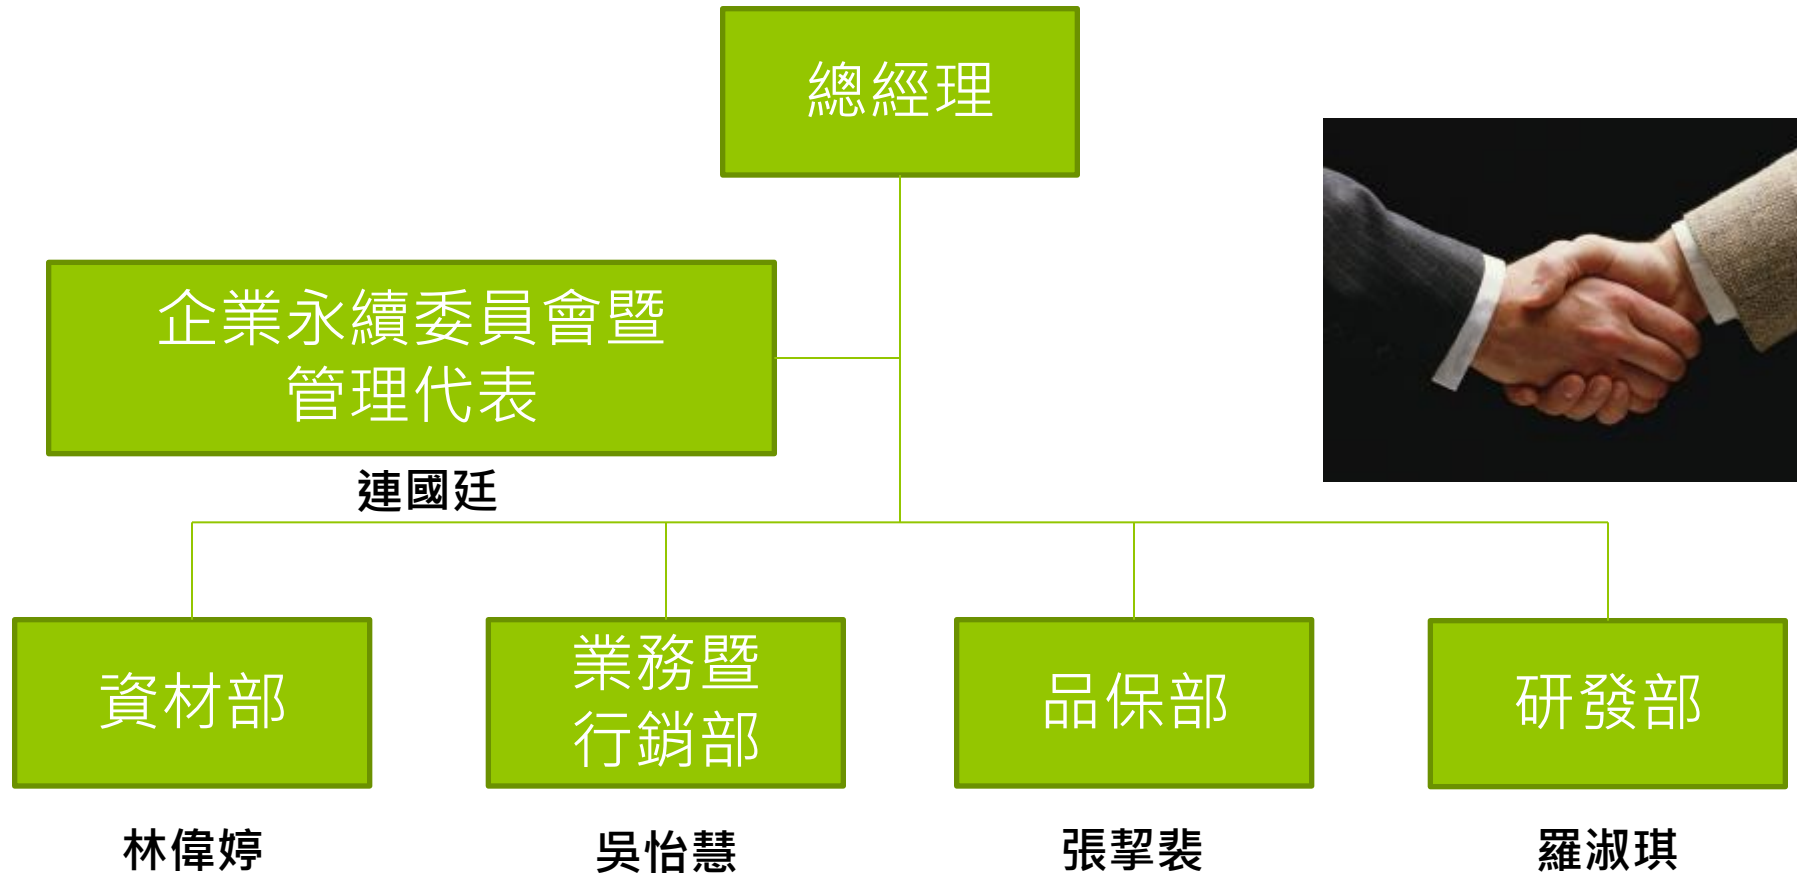 總經理
企業永續委員會暨
管理代表
連國廷
資材部
業務暨
行銷部
品保部
研發部
林偉婷
吳怡慧
張挈裴
羅淑琪